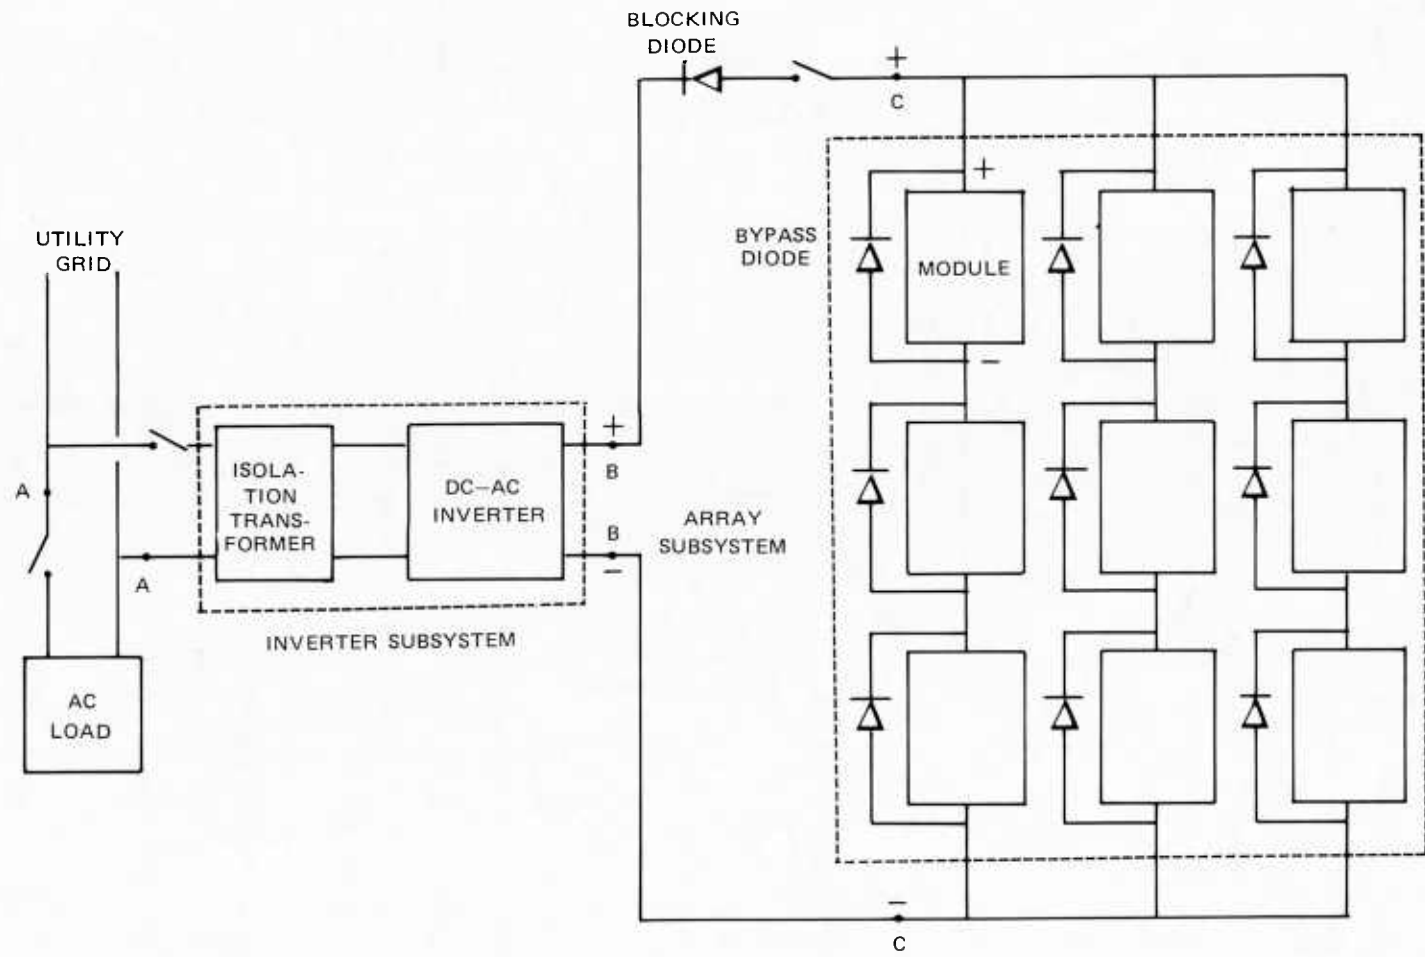 BLOCKING
DIODE
+
C
+
BYPASS
DIODE
MODULE
−
UTILITY
GRID
A
ISOLA-
TION
TRANS-
FORMER
DC–AC
INVERTER
+
B
B
−
A
ARRAY
SUBSYSTEM
INVERTER SUBSYSTEM
AC
LOAD
−
C